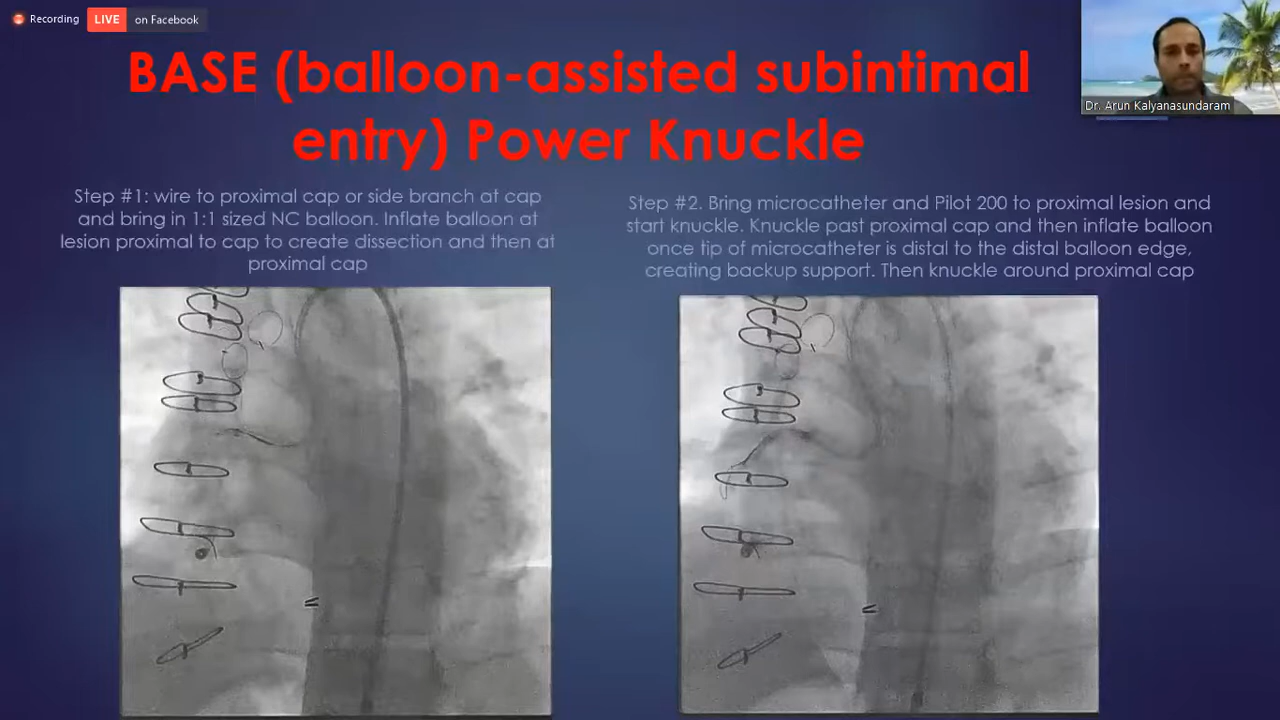 Recording
LIVE on Facebook
BASE (balloon-assisted subintimal
entry) Power Knuckle
Dr. Arun Kalyanasundaram
Step #1: wire to proximal cap or side branch at cap
and bring in 1:1 sized NC balloon. Inflate balloon at
lesion proximal to cap to create dissection and then at
proximal cap
Step #2. Bring microcatheter and Pilot 200 to proximal lesion and
start knuckle. Knuckle past proximal cap and then inflate balloon
once tip of microcatheter is distal to the distal balloon edge,
creating backup support. Then knuckle around proximal cap